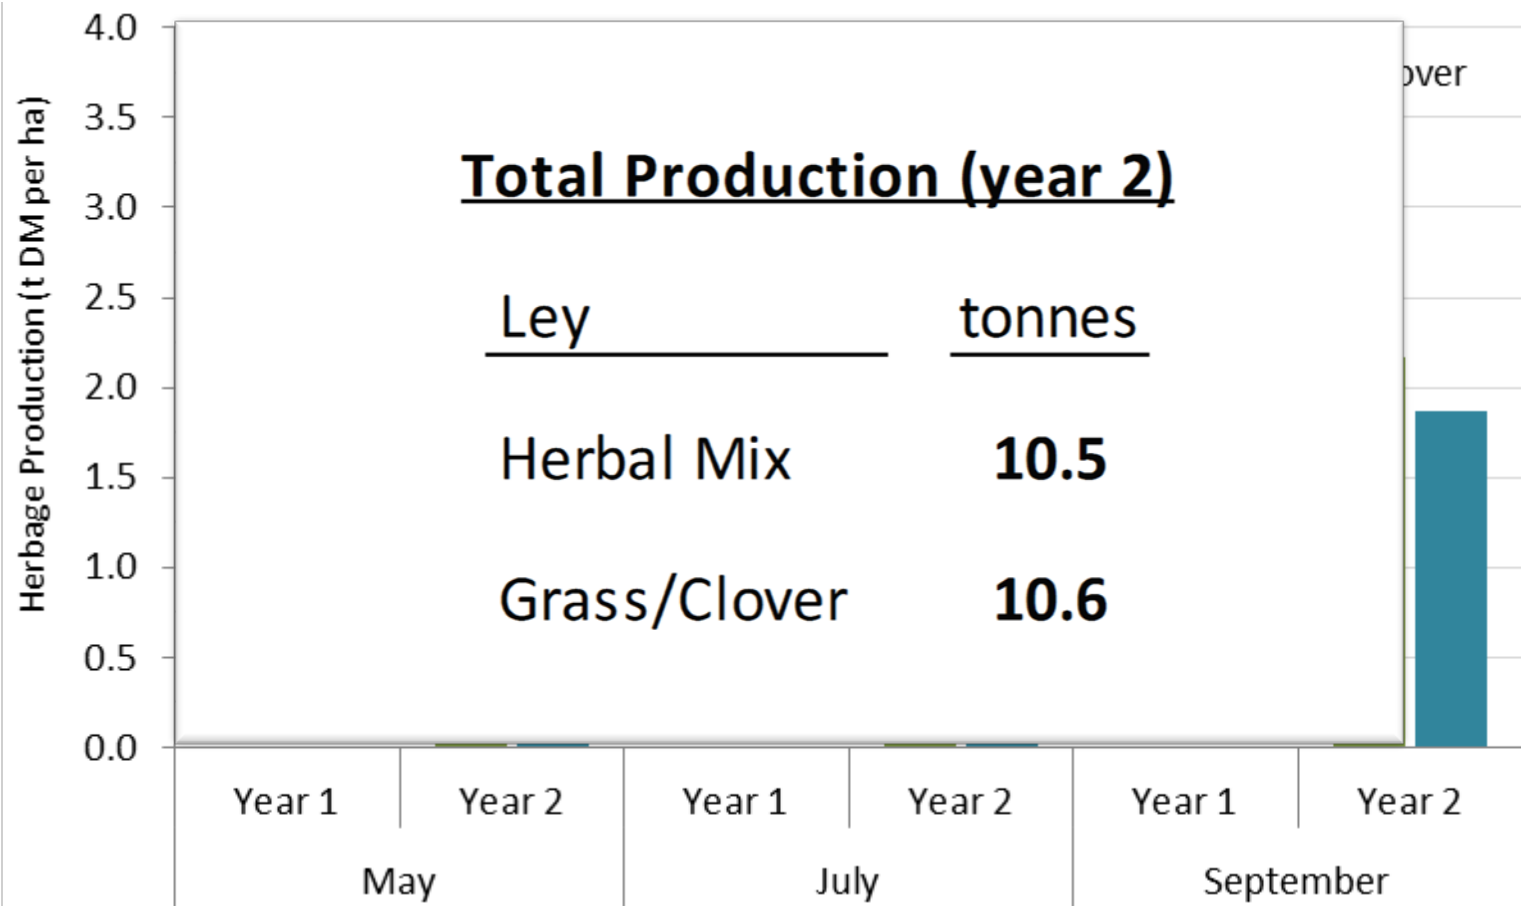 4.0
3.5
3.0
2.5
2.0
1.5
1.0
0.5
0.0
Herbage Production (t DM per ha)
over
Total Production (year 2)
Ley tonnes
Herbal Mix 10.5
Grass/Clover 10.6
Year 1 Year 2 Year 1 Year 2 Year 1 Year 2
May July September